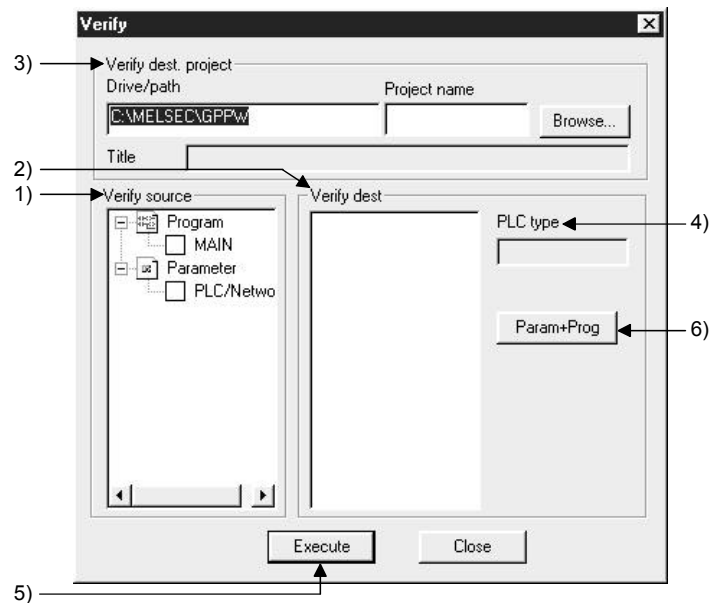 Verify
3)
Verify dest. project
Drive/path
Project name
C:\MELSEC\GPPW
Browse...
Title
2)
1)
Verify source
Verify dest
Program
MAIN
Parameter
PLC/Netwo
PLC type
4)
Param+Prog
6)
Execute
Close
5)